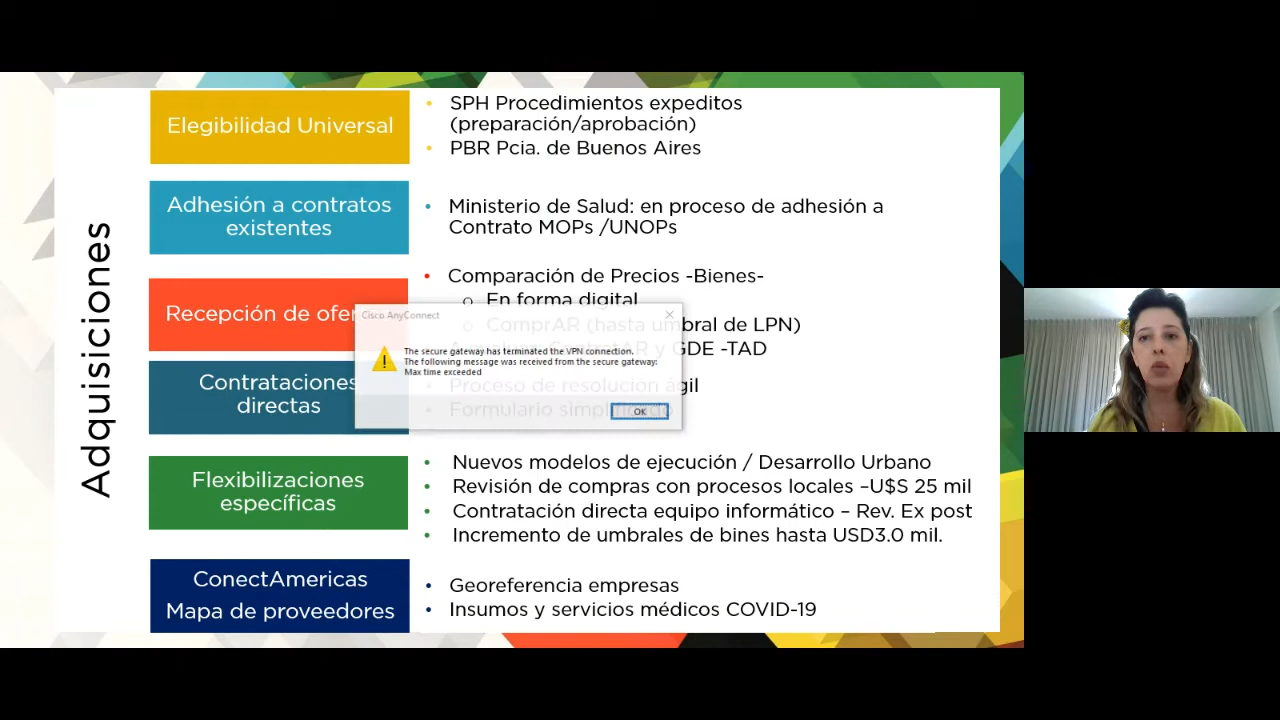 Adquisiciones
Elegibilidad Universal
• SPH Procedimientos expeditos
(preparación/aprobación)
• PBR Pcia. de Buenos Aires
Adhesión a contratos
existentes
• Ministerio de Salud: en proceso de adhesión a
Contrato MOPs /UNOPs
Recepción de
• Comparación de Precios -Bienes-
o En forma digital
o ComprAR (hasta umbral de LPN)
ContratAR y GDE -TAD
Cisco AnyConnect
The secure gateway has terminated the VPN connection.
The following message was received from the secure gateway:
Max time exceeded
OK
Contrataciones
directas
• Proceso de resolución ágil
• Formulario simplificado
Flexibilizaciones
específicas
• Nuevos modelos de ejecución / Desarrollo Urbano
• Revisión de compras con procesos locales –U$S 25 mil
• Contratación directa equipo informático – Rev. Ex post
• Incremento de umbrales de bines hasta USD3.0 mil.
ConectAmericas
Mapa de proveedores
• Georeferencia empresas
• Insumos y servicios médicos COVID-19